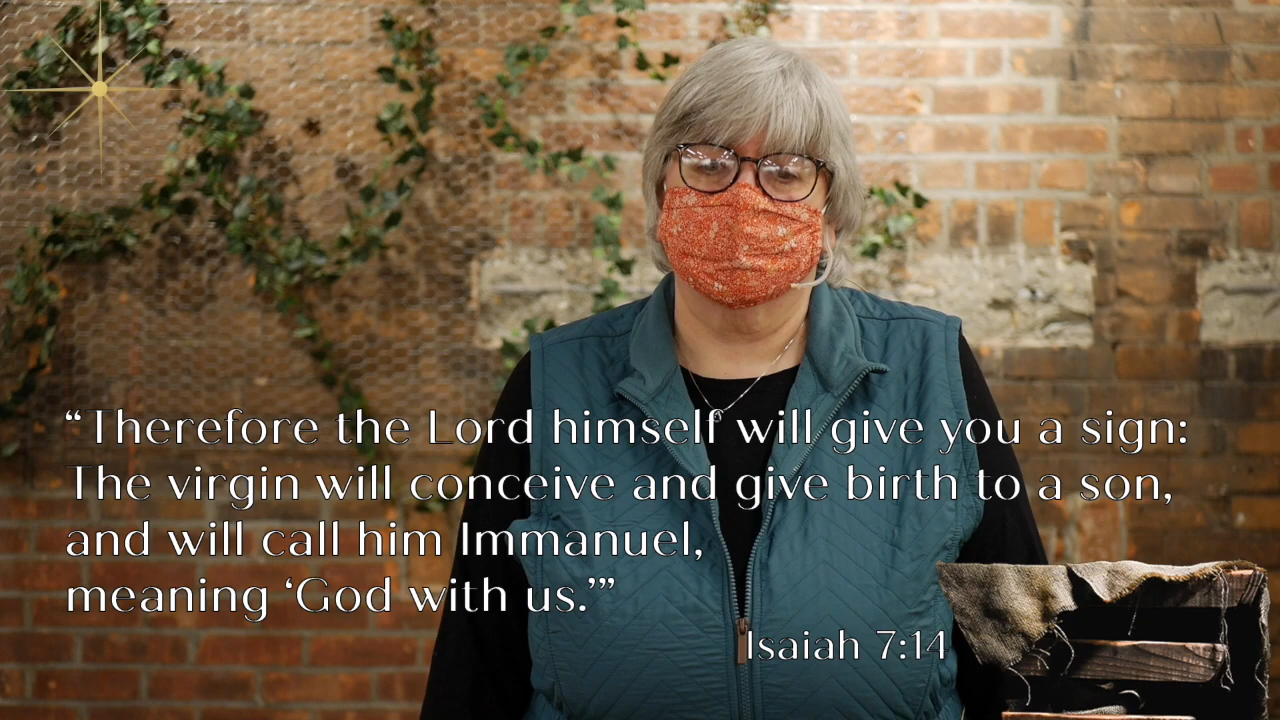 “Therefore the Lord himself will give you a sign:
The virgin will conceive and give birth to a son,
and will call him Immanuel,
meaning ‘God with us.’”
Isaiah 7:14